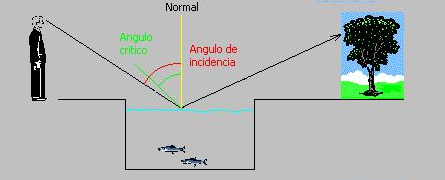 Normal
Angulo
crítico
Angulo de
incidencia